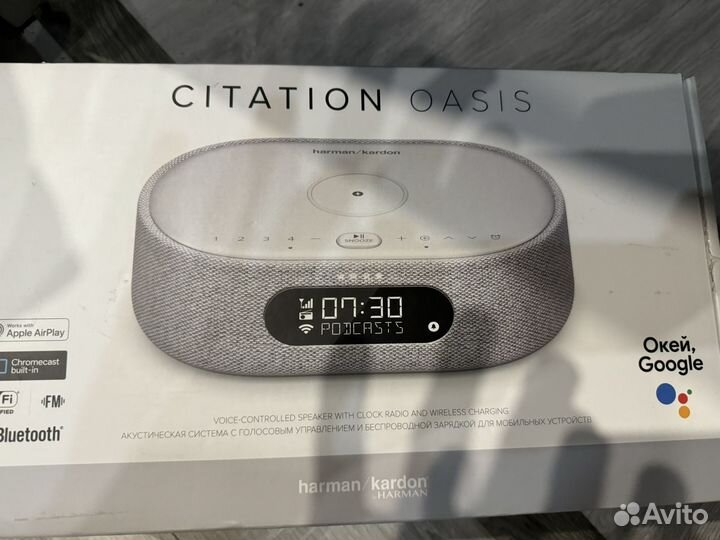 CITATION OASIS
harman/kardon
1 2 3 4 — SNOOZE +
07:30
PODCASTS
Works with
Apple AirPlay
Chromecast
built-in
Fi
FM
Bluetooth®
Окей,
Google
VOICE-CONTROLLED SPEAKER WITH CLOCK RADIO AND WIRELESS CHARGING
АКУСТИЧЕСКАЯ СИСТЕМА С ГОЛОСОВЫМ УПРАВЛЕНИЕМ И БЕСПРОВОДНОЙ ЗАРЯДКОЙ ДЛЯ МОБИЛЬНЫХ УСТРОЙСТВ
harman/kardon
BY HARMAN
Avito